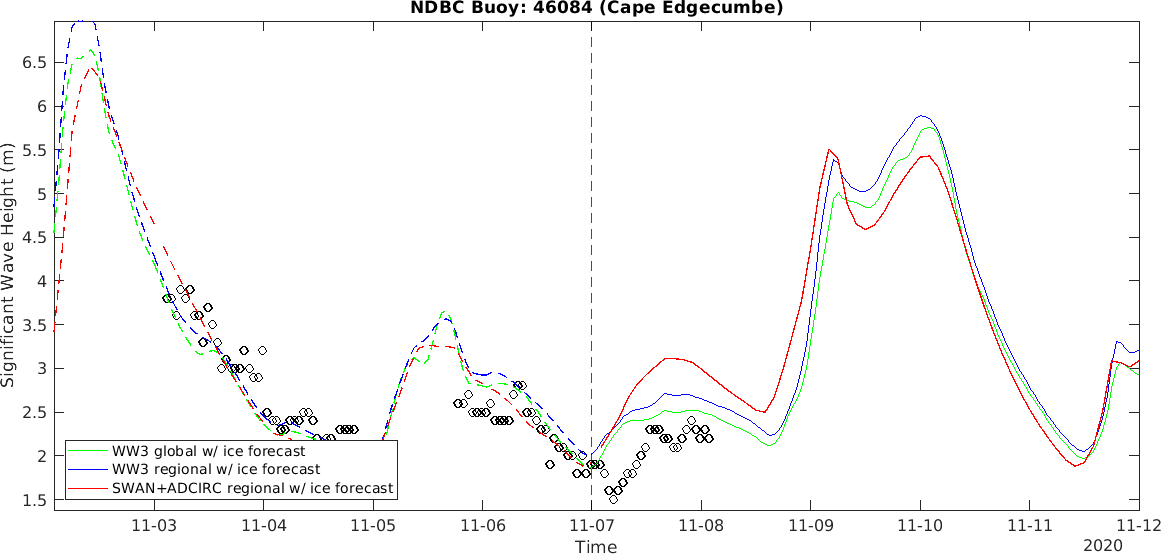 NDBC Buoy: 46084 (Cape Edgecumbe)
Significant Wave Height (m)
6.5
6
5.5
5
4.5
4
3.5
3
2.5
2
1.5
WW3 global w/ ice forecast
WW3 regional w/ ice forecast
SWAN+ADCIRC regional w/ ice forecast
11-03 11-04 11-05 11-06 11-07 11-08 11-09 11-10 11-11 11-12
2020
Time